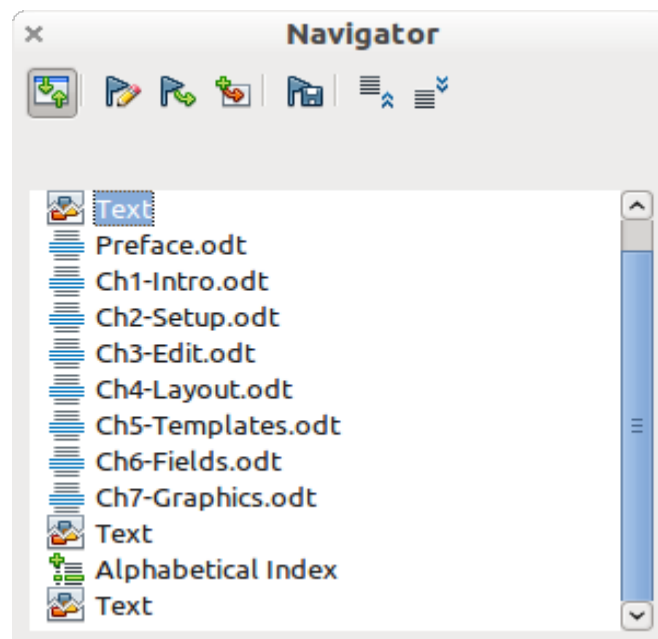 Navigator
Text
Preface.odt
Ch1-Intro.odt
Ch2-Setup.odt
Ch3-Edit.odt
Ch4-Layout.odt
Ch5-Templates.odt
Ch6-Fields.odt
Ch7-Graphics.odt
Text
Alphabetical Index
Text